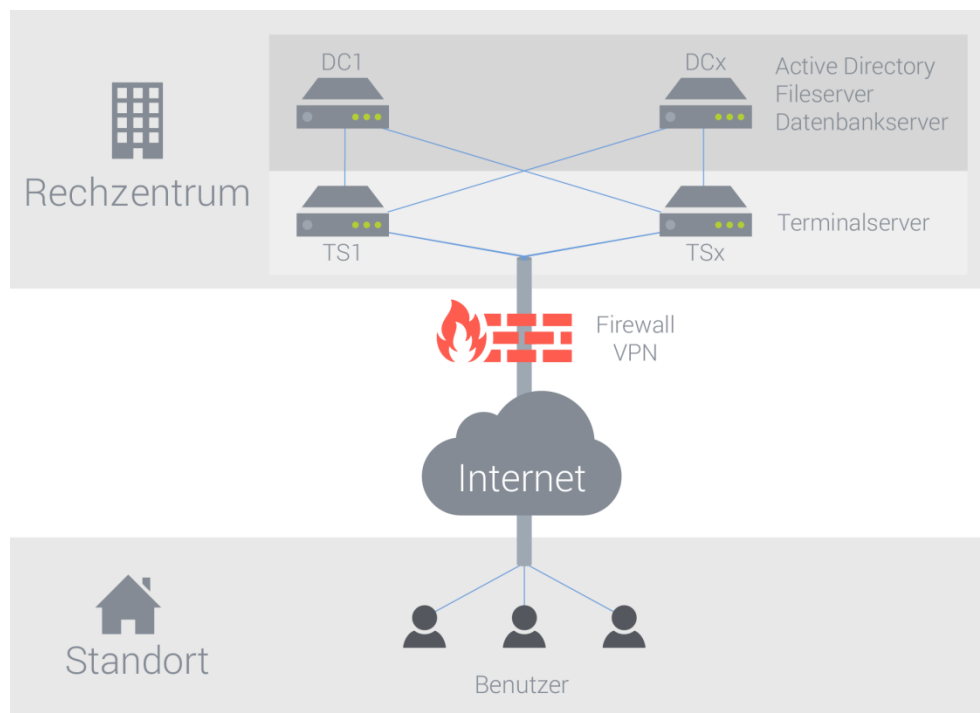 DC1
DCx
Active Directory
Fileserver
Datenbankserver
Rechzentrum
Terminalserver
TS1
TSx
Firewall
VPN
Internet
Standort
Benutzer